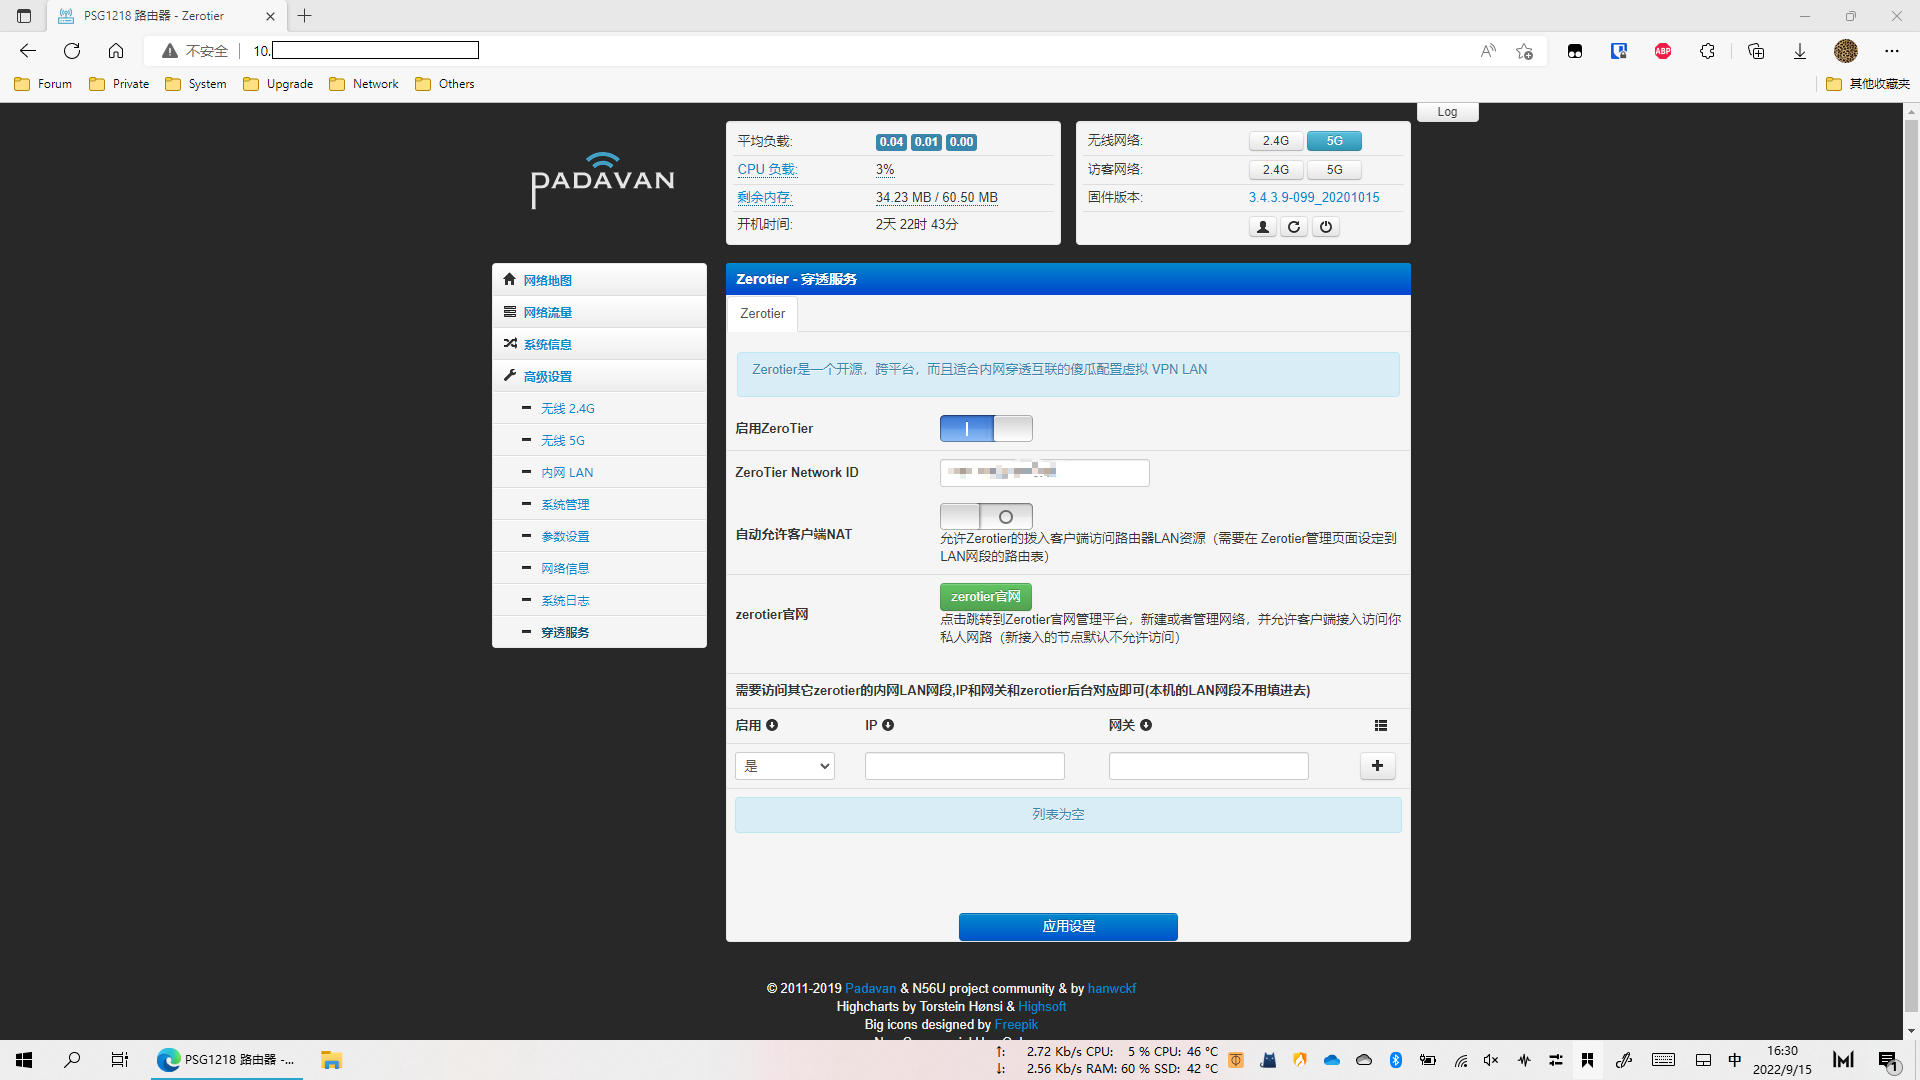 PSG1218 路由器 - Zerotier
不安全
10.
Forum
Private
System
Upgrade
Network
Others
其他收藏夹
Log
PADAVAN
平均负载: 0.04 0.01 0.00
CPU 负载: 3%
剩余内存: 34.23 MB / 60.50 MB
开机时间: 2天 22时 43分
无线网络: 2.4G 5G
访客网络: 2.4G 5G
固件版本: 3.4.3.9-099_20201015
网络地图
网络流量
系统信息
高级设置
无线 2.4G
无线 5G
内网 LAN
系统管理
参数设置
网络信息
系统日志
穿透服务
Zerotier - 穿透服务
Zerotier
Zerotier是一个开源，跨平台，而且适合内网穿透互联的傻瓜配置虚拟 VPN LAN
启用ZeroTier
ZeroTier Network ID
自动允许客户端NAT
允许Zerotier的拨入客户端访问路由器LAN资源（需要在 Zerotier管理页面设定到
LAN网段的路由表）
zerotier官网
zerotier官网
点击跳转到Zerotier官网管理平台，新建或者管理网络，并允许客户端接入访问你
私人网路（新接入的节点默认不允许访问）
需要访问其它zerotier的内网LAN网段,IP和网关和zerotier后台对应即可(本机的LAN网段不用填进去)
启用 IP 网关
是
列表为空
应用设置
© 2011-2019 Padavan & N56U project community & by hanwckf
Highcharts by Torstein Hønsi & Highsoft
Big icons designed by Freepik
PSG1218 路由器 -...
↑: 2.72 Kb/s CPU: 5 % CPU: 46 °C
↓: 2.56 Kb/s RAM: 60 % SSD: 42 °C
中
16:30
2022/9/15
1